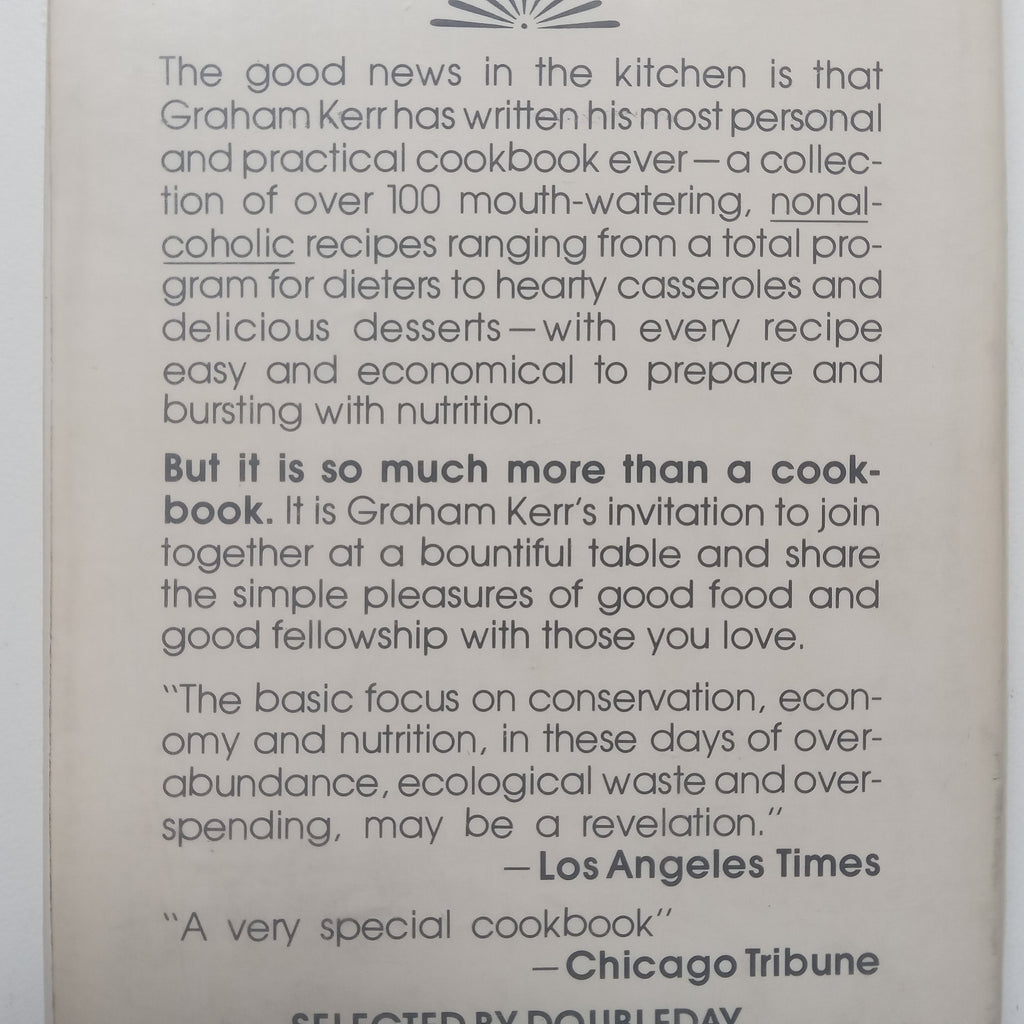 The good news in the kitchen is that
Graham Kerr has written his most personal
and practical cookbook ever—a collec-
tion of over 100 mouth-watering, nonal-
coholic recipes ranging from a total pro-
gram for dieters to hearty casseroles and
delicious desserts—with every recipe
easy and economical to prepare and
bursting with nutrition.
But it is so much more than a cook-
book. It is Graham Kerr's invitation to join
together at a bountiful table and share
the simple pleasures of good food and
good fellowship with those you love.
"The basic focus on conservation, econ-
omy and nutrition, in these days of over-
abundance, ecological waste and over-
spending, may be a revelation."
—Los Angeles Times
"A very special cookbook"
—Chicago Tribune
SELECTED BY DOUBLEDAY